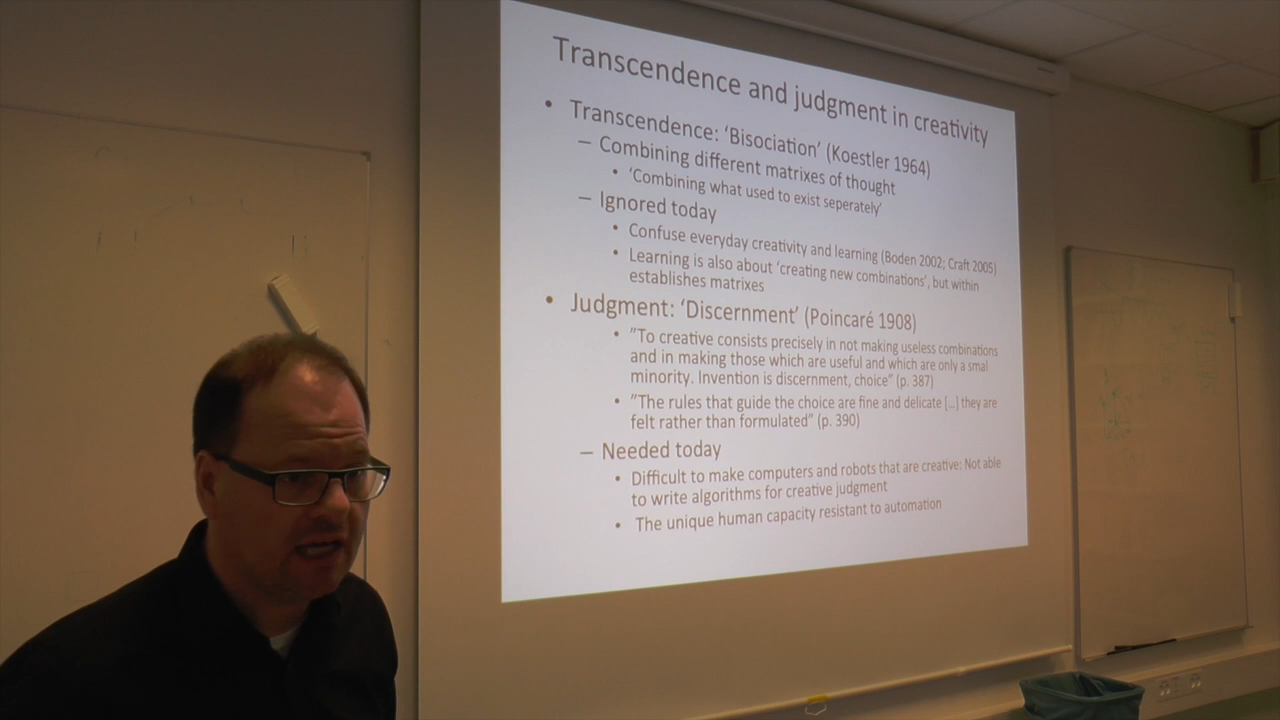 Transcendence and judgment in creativity
• Transcendence: ‘Bisociation’ (Koestler 1964)
– Combining different matrixes of thought
• ‘Combining what used to exist seperately’
– Ignored today
• Confuse everyday creativity and learning (Boden 2002; Craft 2005)
• Learning is also about ‘creating new combinations’, but within
establishes matrixes
• Judgment: ‘Discernment’ (Poincaré 1908)
• ”To creative consists precisely in not making useless combinations
and in making those which are useful and which are only a smal
minority. Invention is discernment, choice” (p. 387)
• ”The rules that guide the choice are fine and delicate […] they are
felt rather than formulated” (p. 390)
– Needed today
• Difficult to make computers and robots that are creative: Not able
to write algorithms for creative judgment
• The unique human capacity resistant to automation